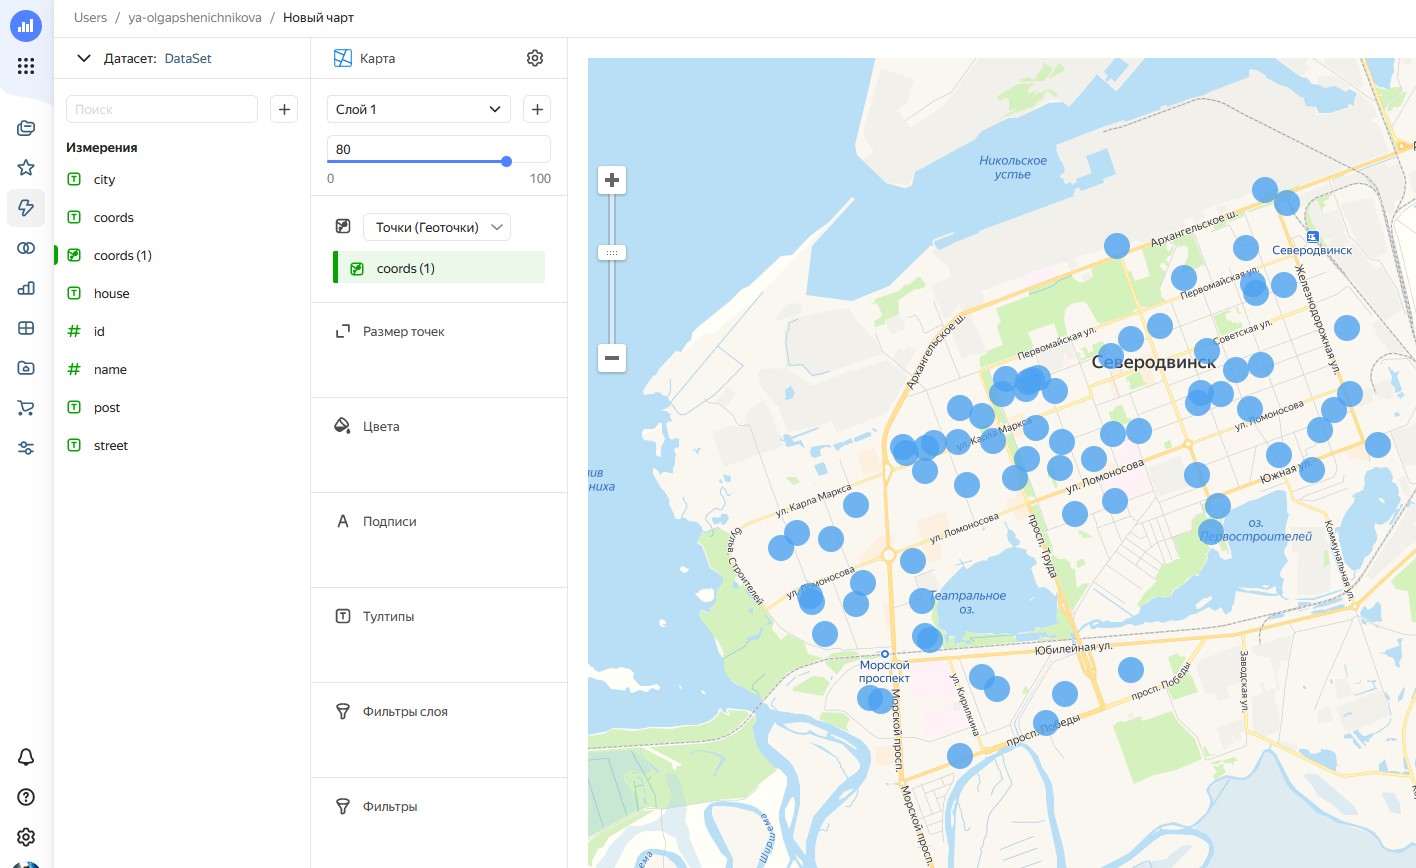 Users / ya-olgapshenichnikova / Новый чарт
Датасет: DataSet
Поиск
Измерения
city
coords
coords (1)
house
id
name
post
street
Карта
Слой 1
80
0 100
Точки (Геоточки)
coords (1)
Размер точек
Цвета
Подписи
Тултипы
Фильтры слоя
Фильтры
Никольское
устье
Архангельское ш.
Северодвинск
Первомайская ул.
Железнодорожная ул.
Архангельское ш.
Первомайская ул.
Советская ул.
Северодвинск
ул. Ломоносова
ул. Карла Маркса
Южная ул.
ул. Ломоносова
ул. Карла Маркса
ул. Ломоносова
просп. Труда
оз.
Первостроителей
Коммунальная ул.
бульв. Строителей
ул. Ломоносова
Театральное
оз.
Юбилейная ул.
Морской
проспект
Заводская ул.
просп. Победы
ул. Кирилкина
Морской просп.
просп. Победы
Морской просп.
Ширшема